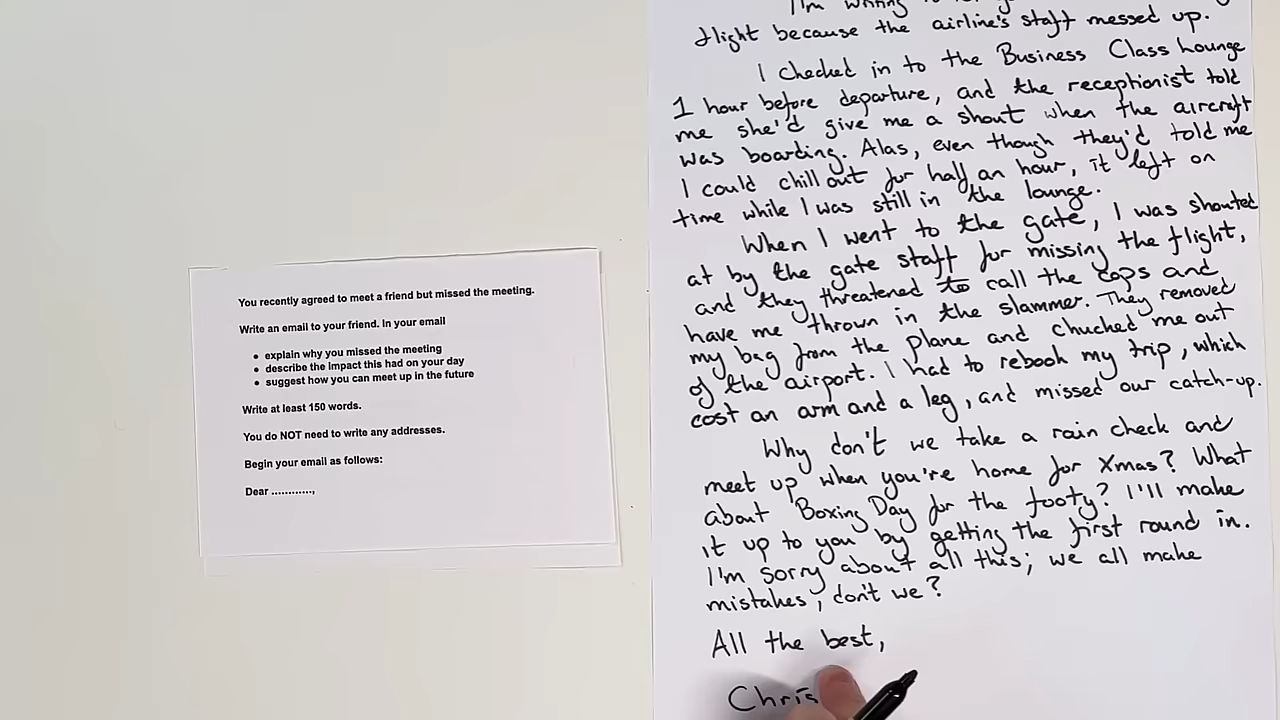 You recently agreed to meet a friend but missed the meeting.
Write an email to your friend. In your email
• explain why you missed the meeting
• describe the impact this had on your day
• suggest how you can meet up in the future
Write at least 150 words.
You do NOT need to write any addresses.
Begin your email as follows:
Dear ............,
I'm writing to
flight because the airline's staff messed up.
I checked in to the Business Class Lounge
1 hour before departure, and the receptionist told
me she'd give me a shout when the aircraft
was boarding. Alas, even though they'd told me
I could chill out for half an hour, it left on
time while I was still in the lounge.
When I went to the gate, I was shouted
at by the gate staff for missing the flight,
and they threatened to call the cops and
have me thrown in the slammer. They removed
my bag from the plane and chucked me out
of the airport. I had to rebook my trip, which
cost an arm and a leg, and missed our catch-up.
Why don't we take a rain check and
meet up when you're home for Xmas? What
about Boxing Day for the footy? I'll make
it up to you by getting the first round in.
I'm sorry about all this; we all make
mistakes, don't we?
All the best,
Chris